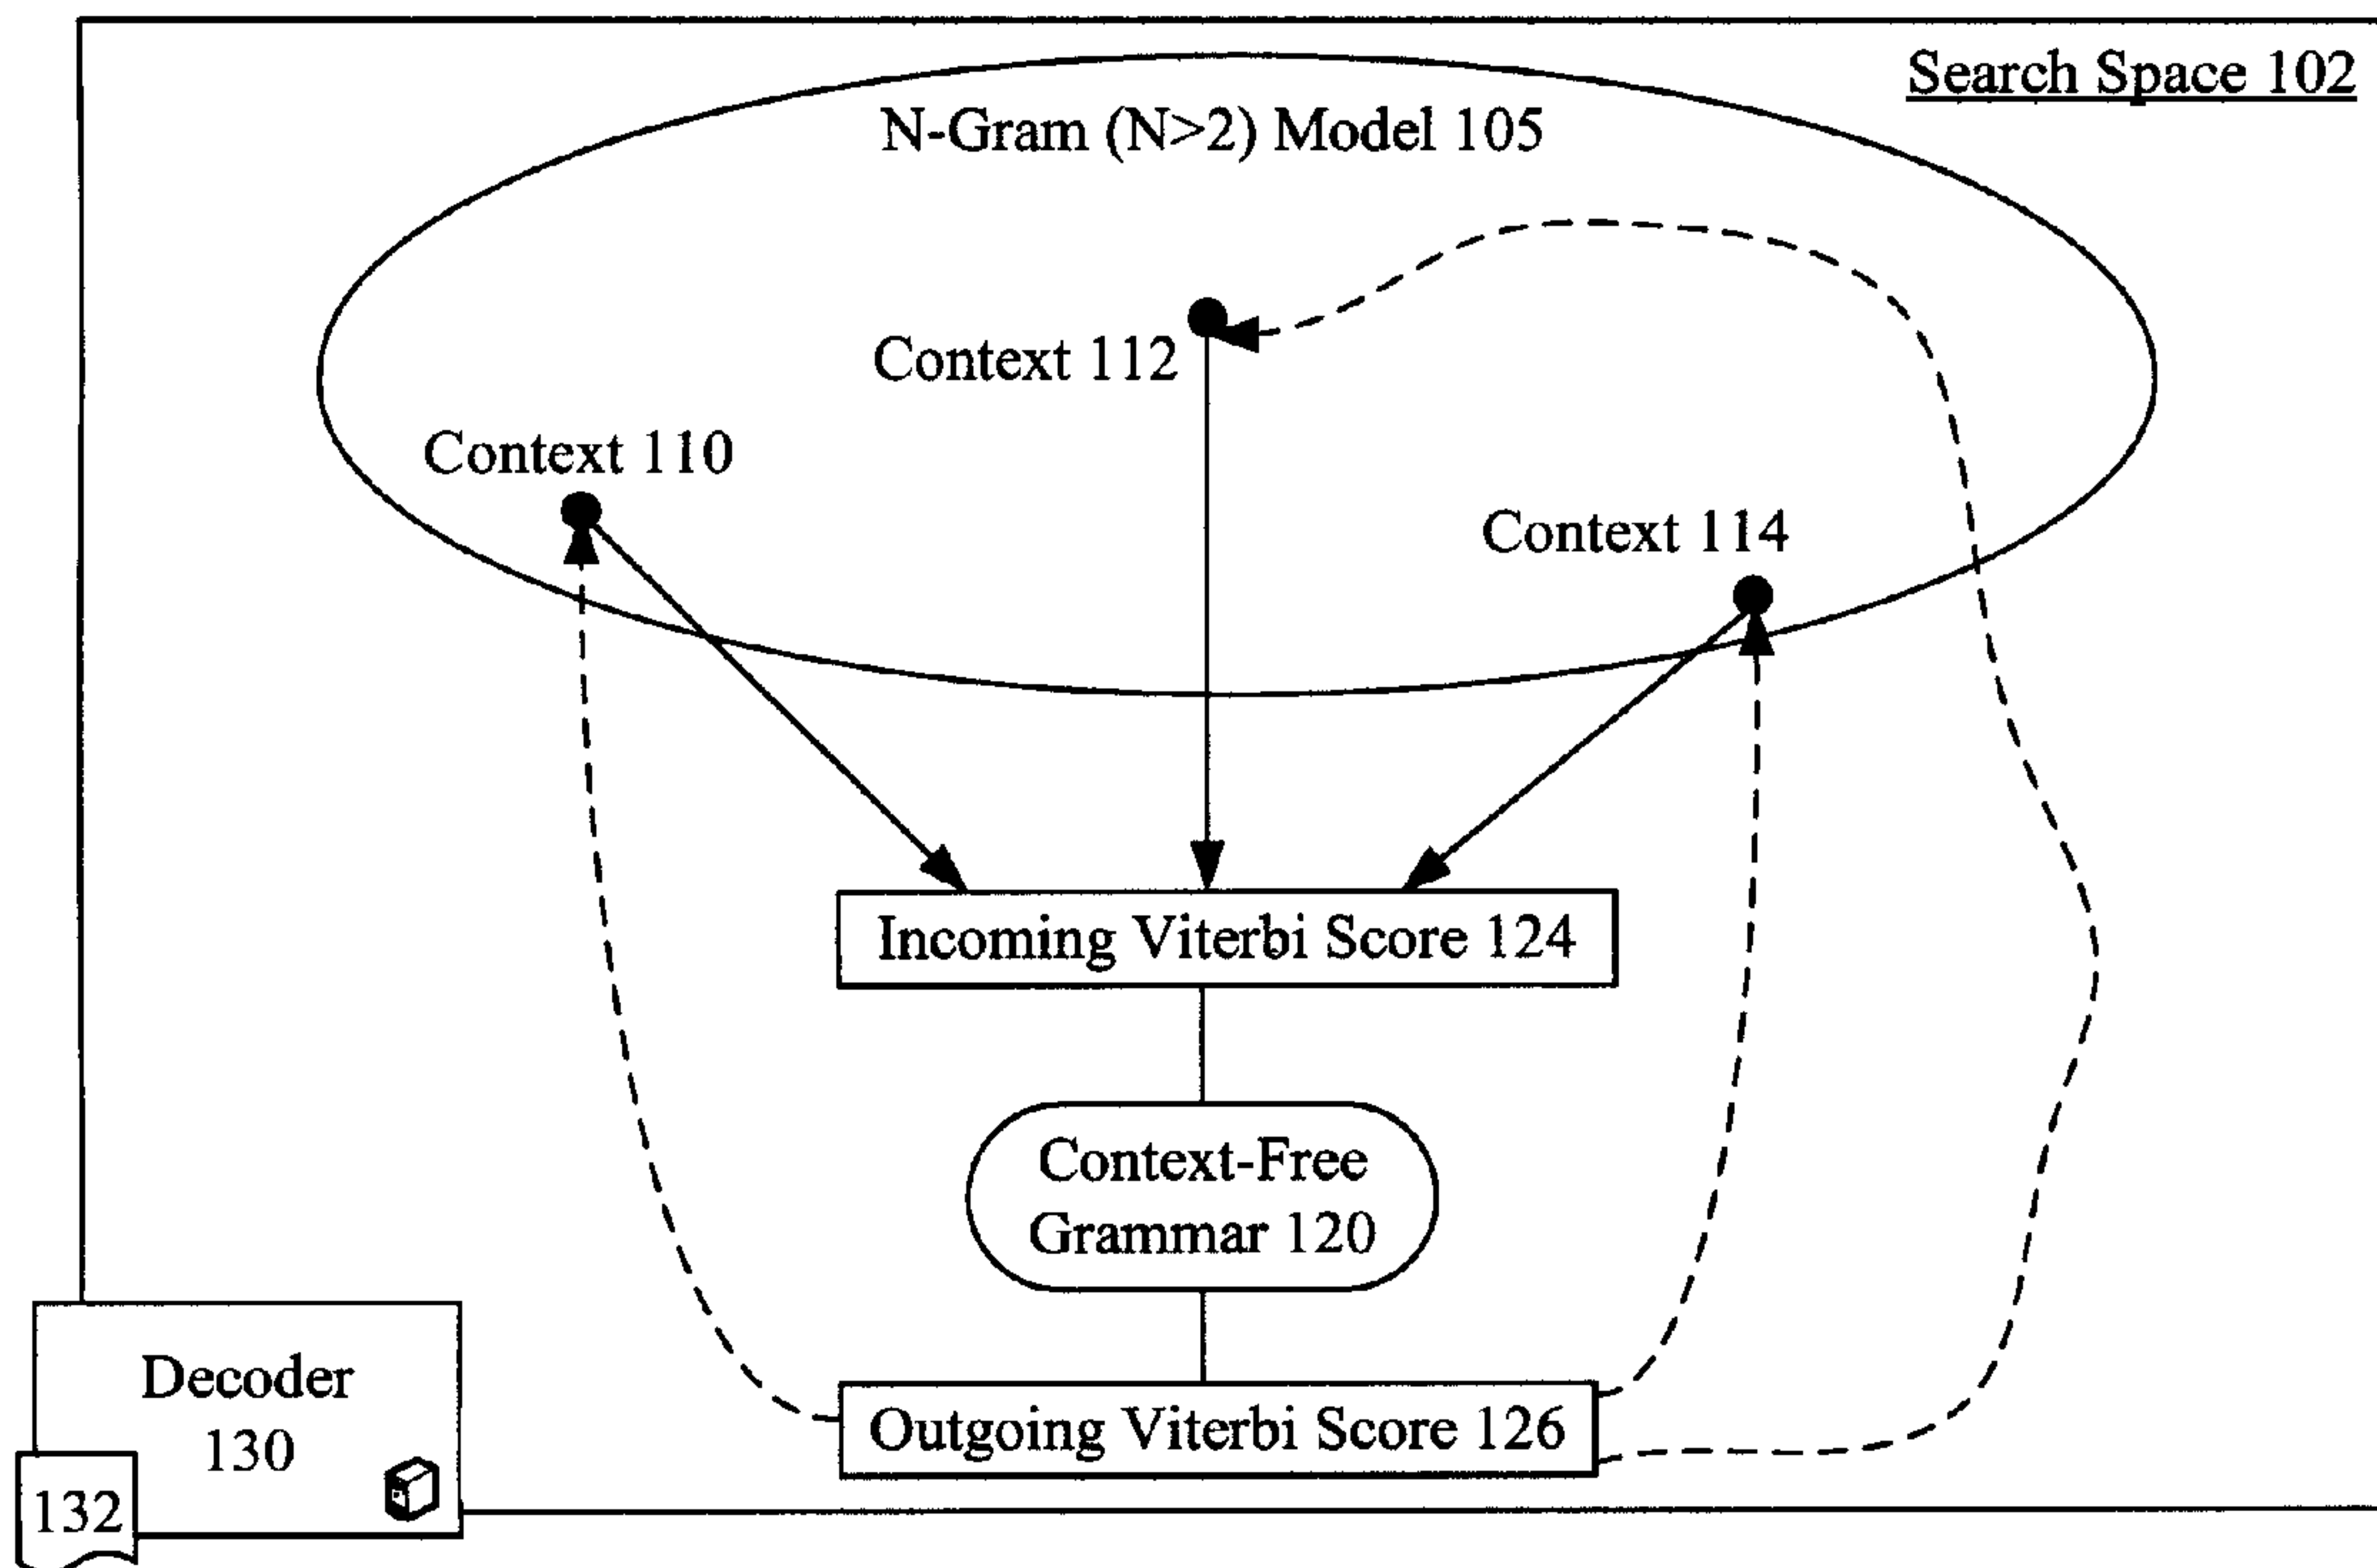 Search Space 102
N-Gram (N>2) Model 105
Context 112
Context 110
Context 114
Incoming Viterbi Score 124
Context-Free
Grammar 120
Decoder
130
Outgoing Viterbi Score 126
132